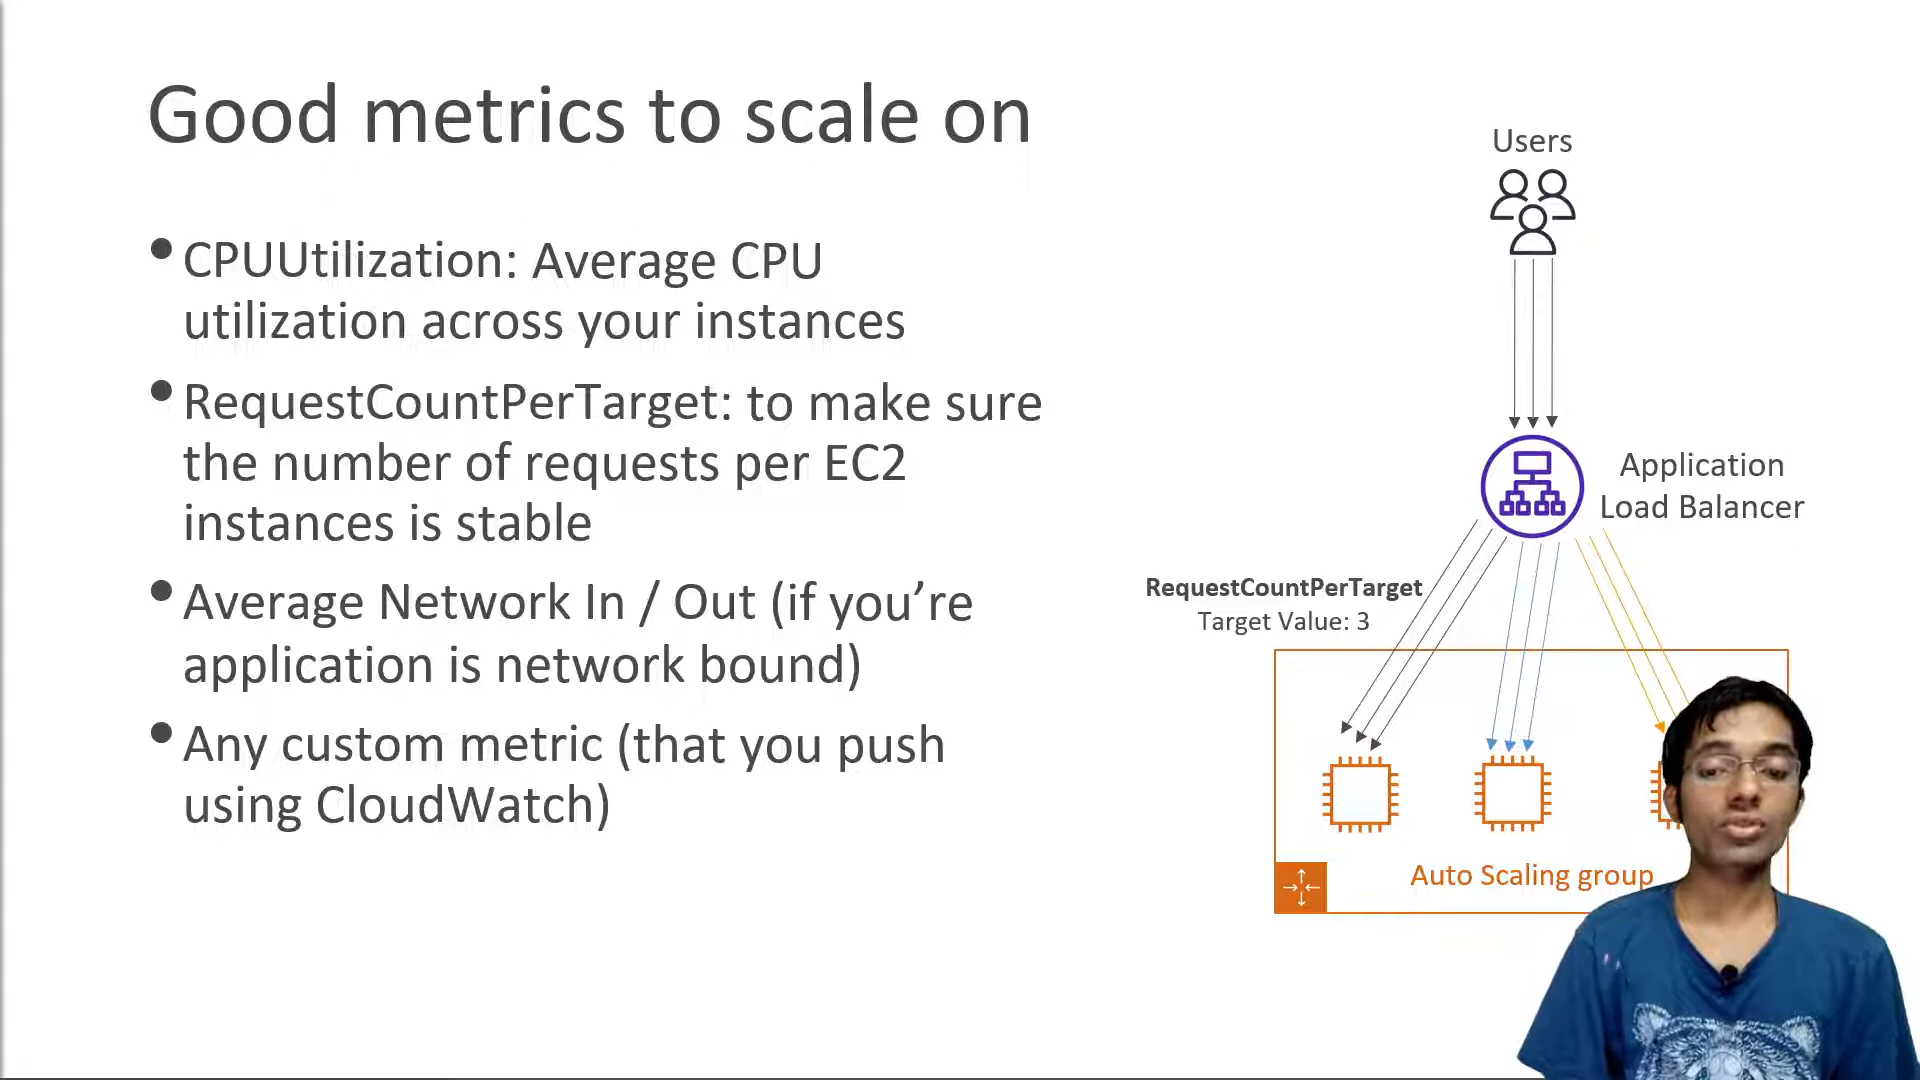 Good metrics to scale on
• CPUUtilization: Average CPU
utilization across your instances
• RequestCountPerTarget: to make sure
the number of requests per EC2
instances is stable
• Average Network In / Out (if you’re
application is network bound)
• Any custom metric (that you push
using CloudWatch)
Users
Application
Load Balancer
RequestCountPerTarget
Target Value: 3
Auto Scaling group